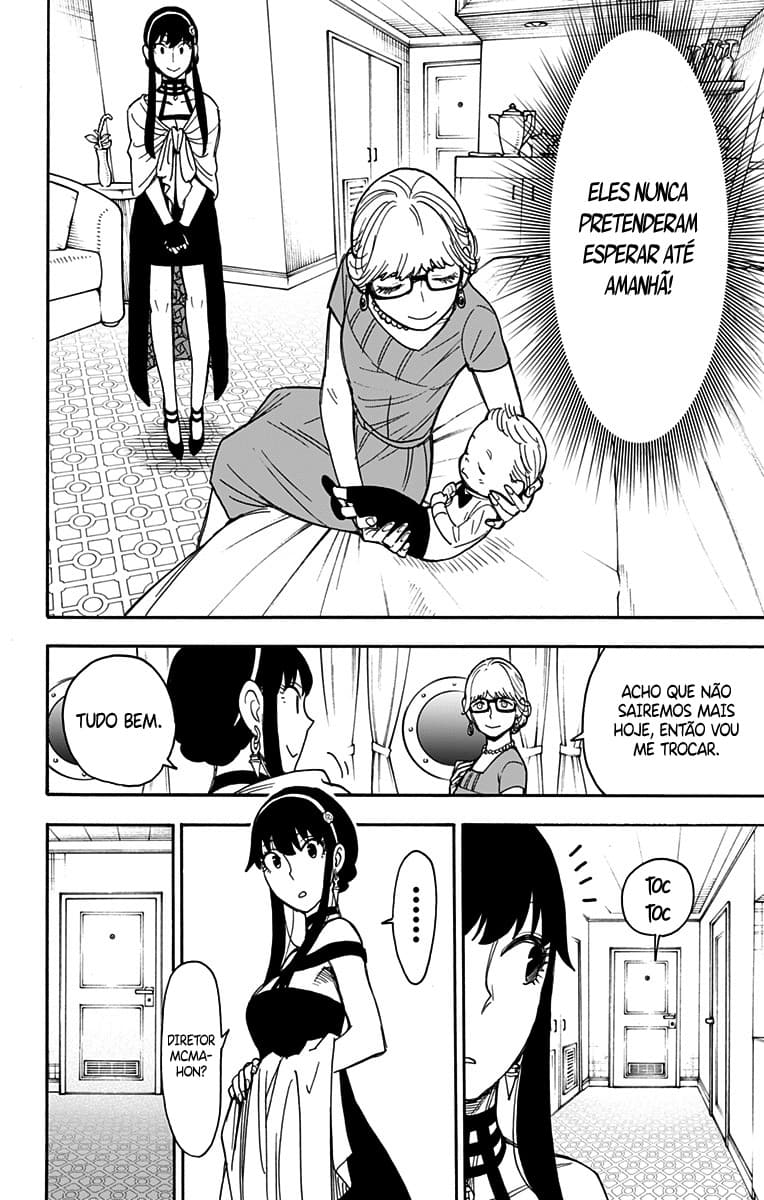 ELES NUNCA
PRETENDERAM
ESPERAR ATÉ
AMANHÃ!
ACHO QUE NÃO
SAIREMOS MAIS
HOJE, ENTÃO VOU
ME TROCAR.
TUDO BEM.
TOC
TOC
......
DIRETOR
MCMA-
HON?